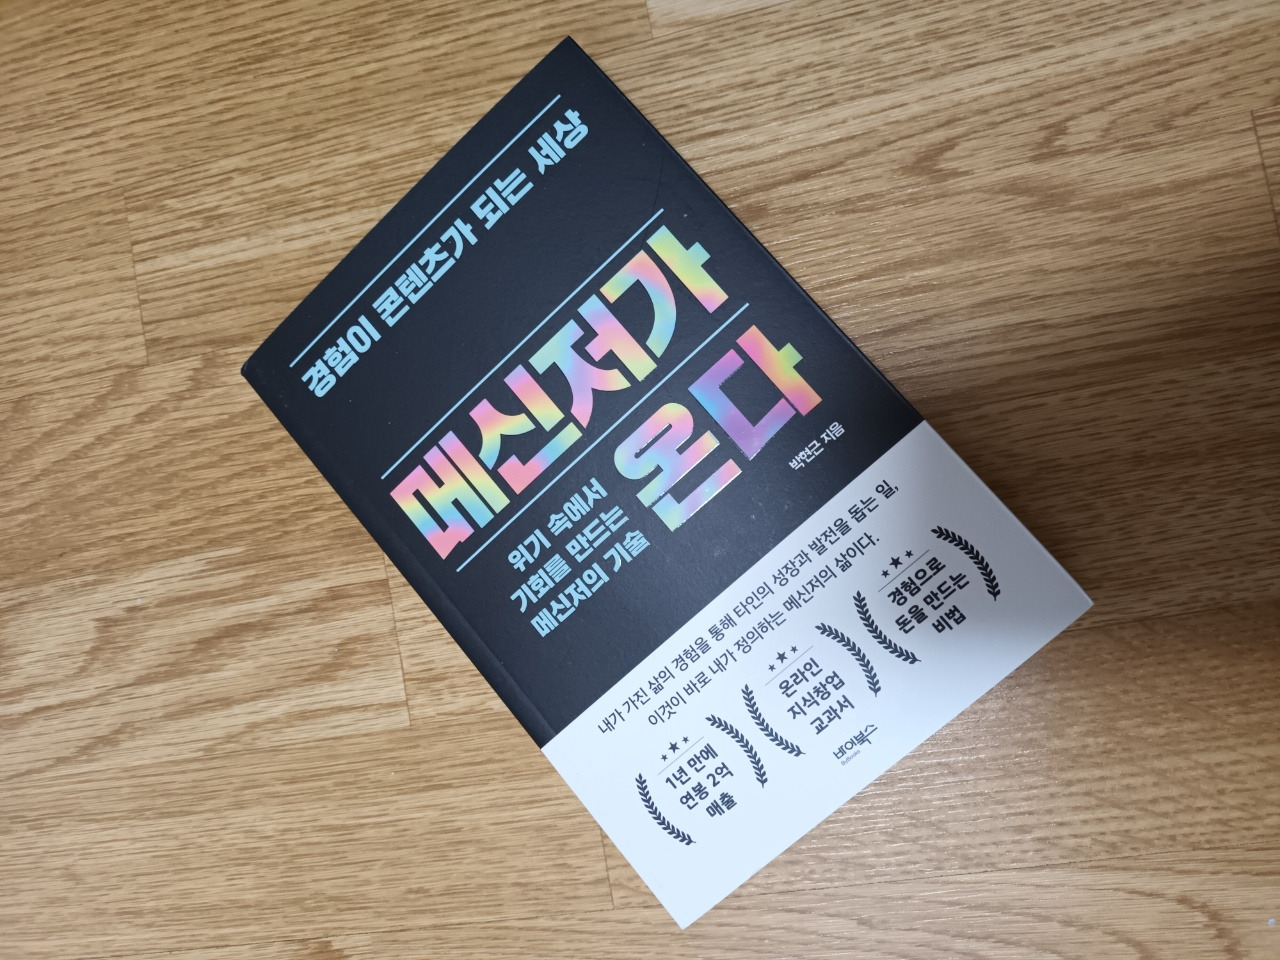 경험이 콘텐츠가 되는 세상
메신저가
온다
위기 속에서
기회를 만드는
메신저의 기술
박현근 지음
내가 가진 삶의 경험을 통해 타인의 성장과 발전을 돕는 일,
이것이 바로 내가 정의하는 메신저의 삶이다.
1년 만에
연봉 2억
매출
온라인
지식창업
교과서
경험으로
돈을 만드는
비법
바이북스
ByBooks